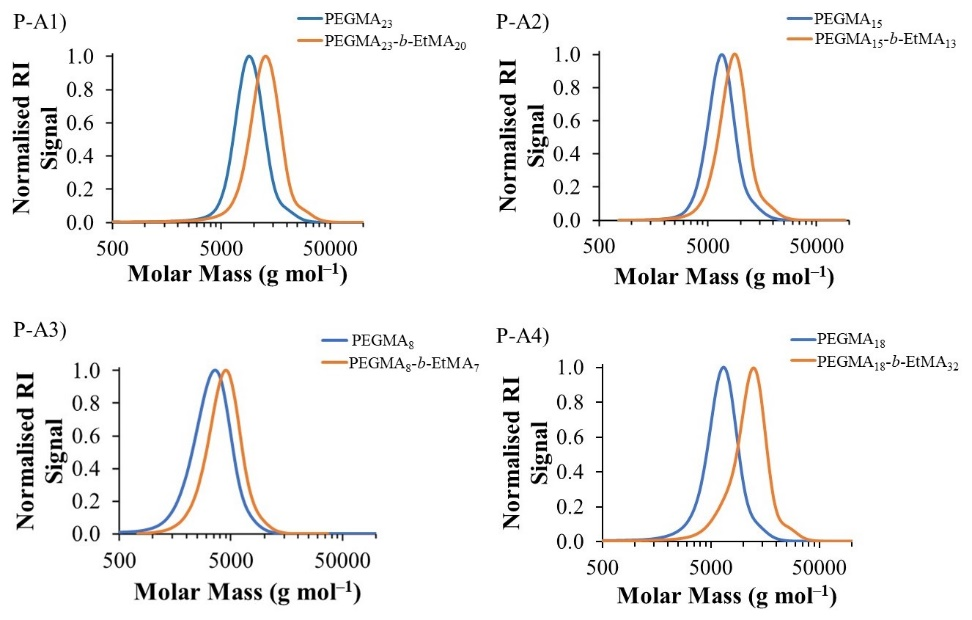 P-A1)
PEGMA₂₃
PEGMA₂₃-b-EtMA₂₀
Normalised RI
Signal
1.0
0.8
0.6
0.4
0.2
0.0
500
5000
50000
Molar Mass (g mol⁻¹)
P-A2)
PEGMA₁₅
PEGMA₁₅-b-EtMA₁₃
Normalised RI
Signal
1.0
0.8
0.6
0.4
0.2
0.0
500
5000
50000
Molar Mass (g mol⁻¹)
P-A3)
PEGMA₈
PEGMA₈-b-EtMA₇
Normalised RI
Signal
1.0
0.8
0.6
0.4
0.2
0.0
500
5000
50000
Molar Mass (g mol⁻¹)
P-A4)
PEGMA₁₈
PEGMA₁₈-b-EtMA₃₂
Normalised RI
Signal
1.0
0.8
0.6
0.4
0.2
0.0
500
5000
50000
Molar Mass (g mol⁻¹)